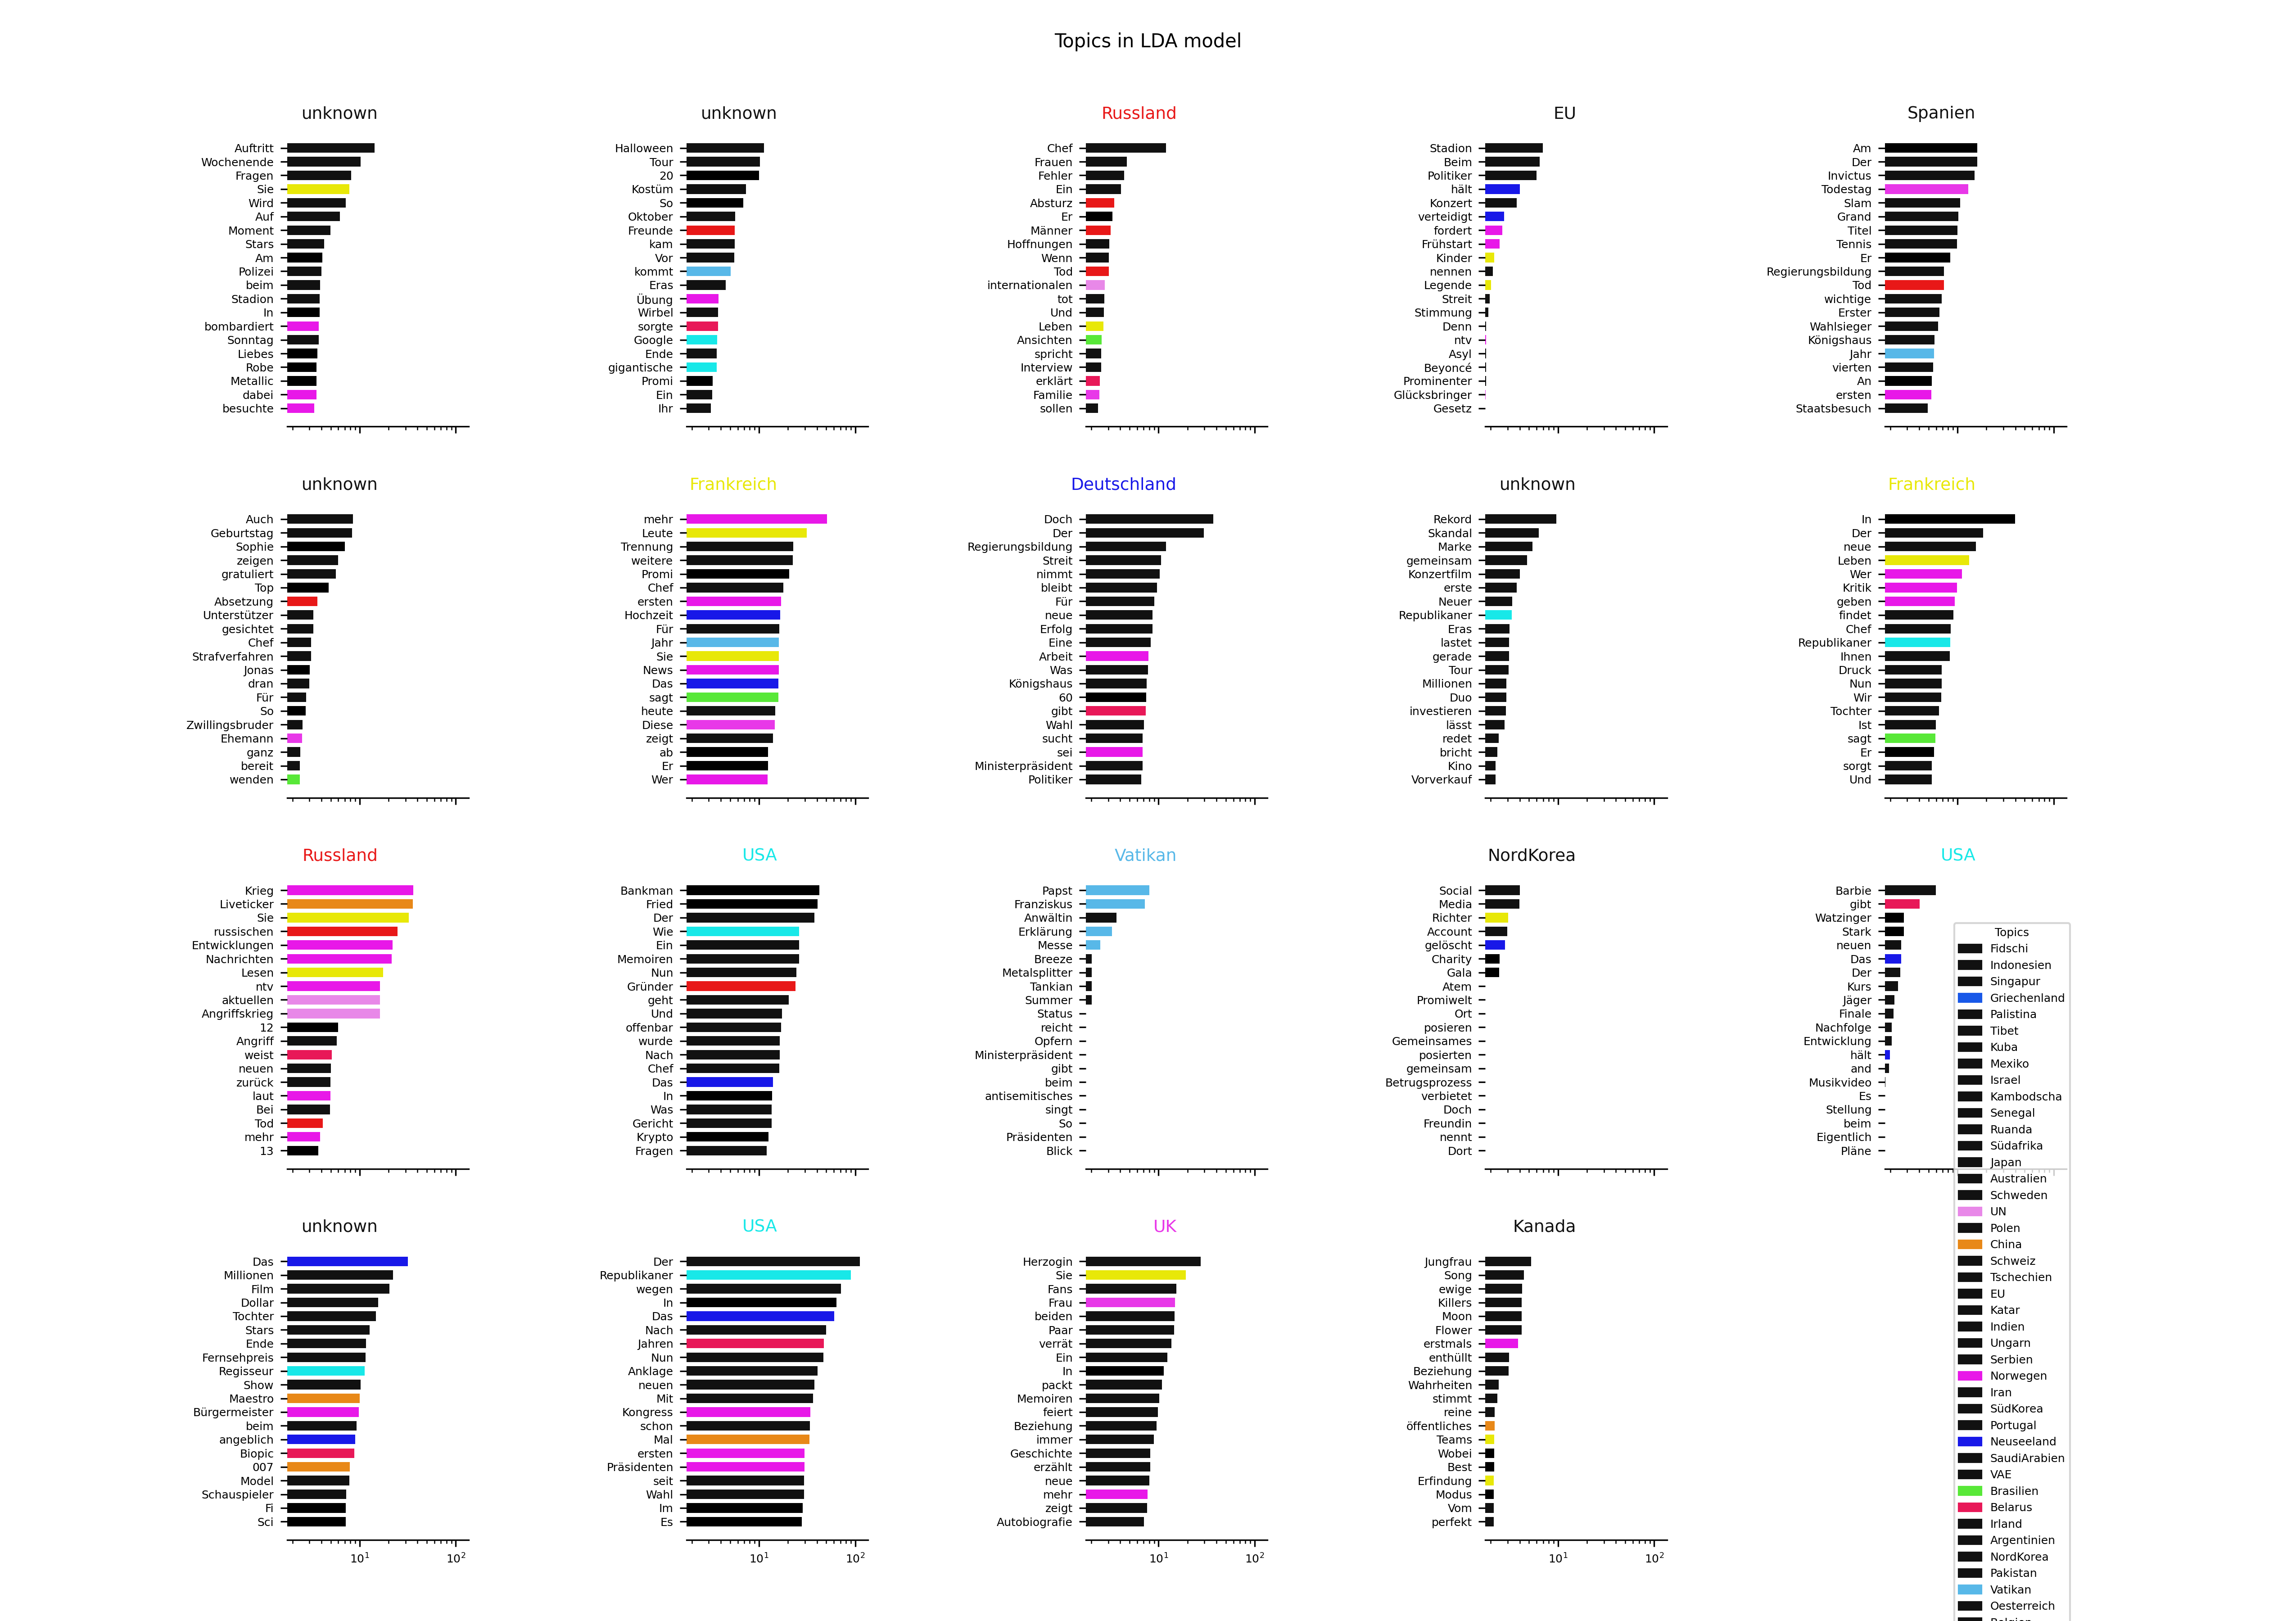 Topics in LDA model
unknown
Auftritt
Wochenende
Fragen
Sie
Wird
Auf
Moment
Stars
Am
Polizei
beim
Stadion
In
bombardiert
Sonntag
Liebes
Robe
Metallic
dabei
besuchte
unknown
Halloween
Tour
20
Kostüm
So
Oktober
Freunde
kam
Vor
kommt
Eras
Übung
Wirbel
sorgte
Google
Ende
gigantische
Promi
Ein
Ihr
Russland
Chef
Frauen
Fehler
Ein
Absturz
Er
Männer
Hoffnungen
Wenn
Tod
internationalen
tot
Und
Leben
Ansichten
spricht
Interview
erklärt
Familie
sollen
EU
Stadion
Beim
Politiker
hält
Konzert
verteidigt
fordert
Frühstart
Kinder
nennen
Legende
Streit
Stimmung
Denn
ntv
Asyl
Beyoncé
Prominenter
Glücksbringer
Gesetz
Spanien
Am
Der
Invictus
Todestag
Slam
Grand
Titel
Tennis
Er
Regierungsbildung
Tod
wichtige
Erster
Wahlsieger
Königshaus
Jahr
vierten
An
ersten
Staatsbesuch
unknown
Auch
Geburtstag
Sophie
zeigen
gratuliert
Top
Absetzung
Unterstützer
gesichtet
Chef
Strafverfahren
Jonas
dran
Für
So
Zwillingsbruder
Ehemann
ganz
bereit
wenden
Frankreich
mehr
Leute
Trennung
weitere
Promi
Chef
ersten
Hochzeit
Für
Jahr
Sie
News
Das
sagt
heute
Diese
zeigt
ab
Er
Wer
Deutschland
Doch
Der
Regierungsbildung
Streit
nimmt
bleibt
Für
neue
Erfolg
Eine
Arbeit
Was
Königshaus
60
gibt
Wahl
sucht
sei
Ministerpräsident
Politiker
unknown
Rekord
Skandal
Marke
gemeinsam
Konzertfilm
erste
Neuer
Republikaner
Eras
lastet
gerade
Tour
Millionen
Duo
investieren
lässt
redet
bricht
Kino
Vorverkauf
Frankreich
In
Der
neue
Leben
Wer
Kritik
geben
findet
Chef
Republikaner
Ihnen
Druck
Nun
Wir
Tochter
Ist
sagt
Er
sorgt
Und
Russland
Krieg
Liveticker
Sie
russischen
Entwicklungen
Nachrichten
Lesen
ntv
aktuellen
Angriffskrieg
12
Angriff
weist
neuen
zurück
laut
Bei
Tod
mehr
13
USA
Bankman
Fried
Der
Wie
Ein
Memoiren
Nun
Gründer
geht
Und
offenbar
wurde
Nach
Chef
Das
In
Was
Gericht
Krypto
Fragen
Vatikan
Papst
Franziskus
Anwältin
Erklärung
Messe
Breeze
Metalsplitter
Tankian
Summer
Status
reicht
Opfern
Ministerpräsident
gibt
beim
antisemitisches
singt
So
Präsidenten
Blick
NordKorea
Social
Media
Richter
Account
gelöscht
Charity
Gala
Atem
Promiwelt
Ort
posieren
Gemeinsames
posierten
gemeinsam
Betrugsprozess
verbietet
Doch
Freundin
nennt
Dort
USA
Barbie
gibt
Watzinger
Stark
neuen
Das
Der
Kurs
Jäger
Finale
Nachfolge
Entwicklung
hält
and
Musikvideo
Es
Stellung
beim
Eigentlich
Pläne
unknown
Das
Millionen
Film
Dollar
Tochter
Stars
Ende
Fernsehpreis
Regisseur
Show
Maestro
Bürgermeister
beim
angeblich
Biopic
007
Model
Schauspieler
Fi
Sci
10¹ 10²
USA
Der
Republikaner
wegen
In
Das
Nach
Jahren
Nun
Anklage
neuen
Mit
Kongress
schon
Mal
ersten
Präsidenten
seit
Wahl
Im
Es
10¹ 10²
UK
Herzogin
Sie
Fans
Frau
beiden
Paar
verrät
Ein
In
packt
Memoiren
feiert
Beziehung
immer
Geschichte
erzählt
neue
mehr
zeigt
Autobiografie
10¹ 10²
Kanada
Jungfrau
Song
ewige
Killers
Moon
Flower
erstmals
enthüllt
Beziehung
Wahrheiten
stimmt
reine
öffentliches
Teams
Wobei
Best
Erfindung
Modus
Vom
perfekt
10¹ 10²
Topics
Fidschi
Indonesien
Singapur
Griechenland
Palistina
Tibet
Kuba
Mexiko
Israel
Kambodscha
Senegal
Ruanda
Südafrika
Japan
Australien
Schweden
UN
Polen
China
Schweiz
Tschechien
EU
Katar
Indien
Ungarn
Serbien
Norwegen
Iran
SüdKorea
Portugal
Neuseeland
SaudiArabien
VAE
Brasilien
Belarus
Irland
Argentinien
NordKorea
Pakistan
Vatikan
Oesterreich